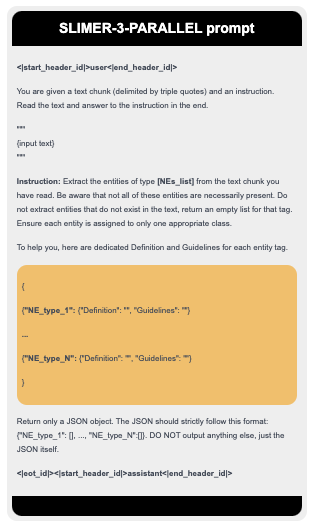 SLIMER-3-PARALLEL prompt
<|start_header_id|>user<|end_header_id|>
You are given a text chunk (delimited by triple quotes) and an instruction.
Read the text and answer to the instruction in the end.
"""
{input text}
"""
Instruction: Extract the entities of type [NEs_list] from the text chunk you
have read. Be aware that not all of these entities are necessarily present. Do
not extract entities that do not exist in the text, return an empty list for that tag.
Ensure each entity is assigned to only one appropriate class.
To help you, here are dedicated Definition and Guidelines for each entity tag.
{
{"NE_type_1": {"Definition": "", "Guidelines": ""}
...
{"NE_type_N": {"Definition": "", "Guidelines": ""}
}
Return only a JSON object. The JSON should strictly follow this format:
{"NE_type_1": [], ..., "NE_type_N":[]}. DO NOT output anything else, just the
JSON itself.
<|eot_id|><|start_header_id|>assistant<|end_header_id|>